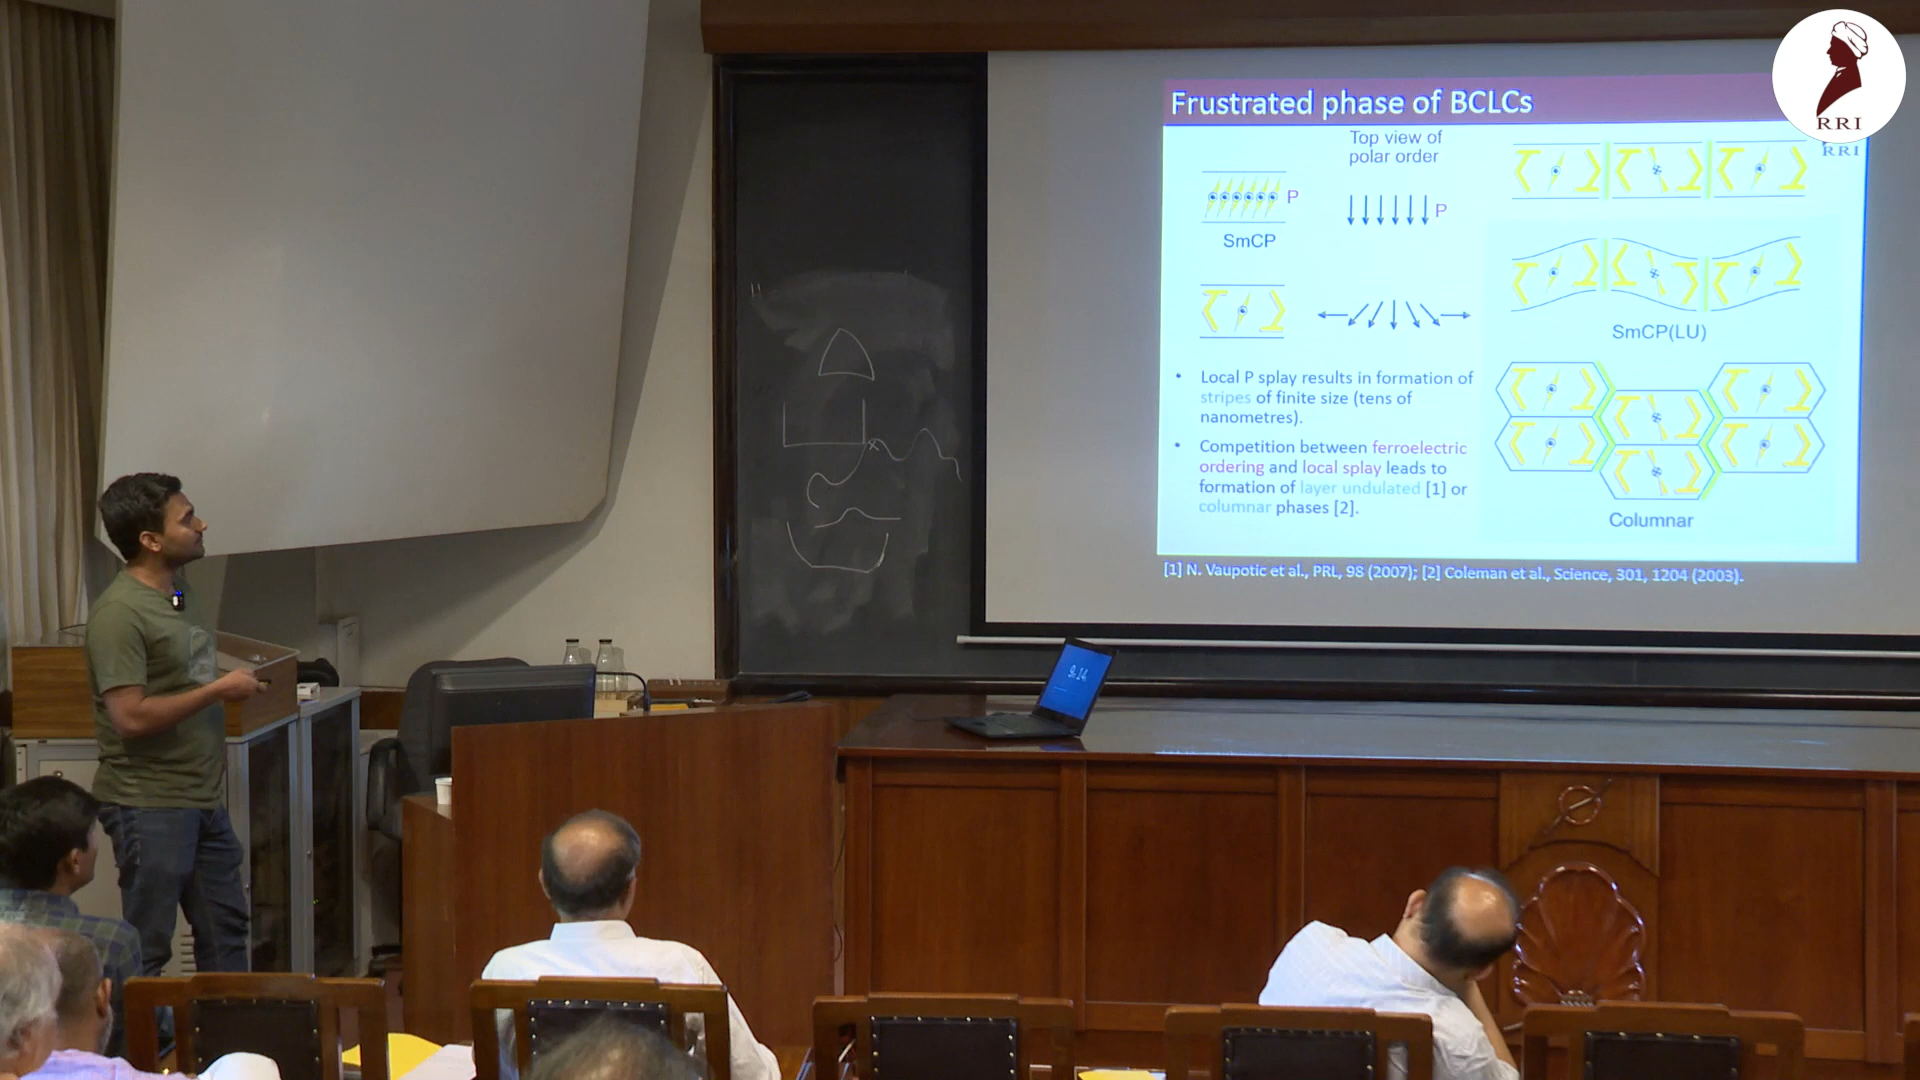 Frustrated phase of BCLCs
RRI
RRI
Top view of
polar order
P
P
SmCP
SmCP(LU)
• Local P splay results in formation of
stripes of finite size (tens of
nanometres).
• Competition between ferroelectric
ordering and local splay leads to
formation of layer undulated [1] or
columnar phases [2].
Columnar
[1] N. Vaupotic et al., PRL, 98 (2007); [2] Coleman et al., Science, 301, 1204 (2003).
9:14